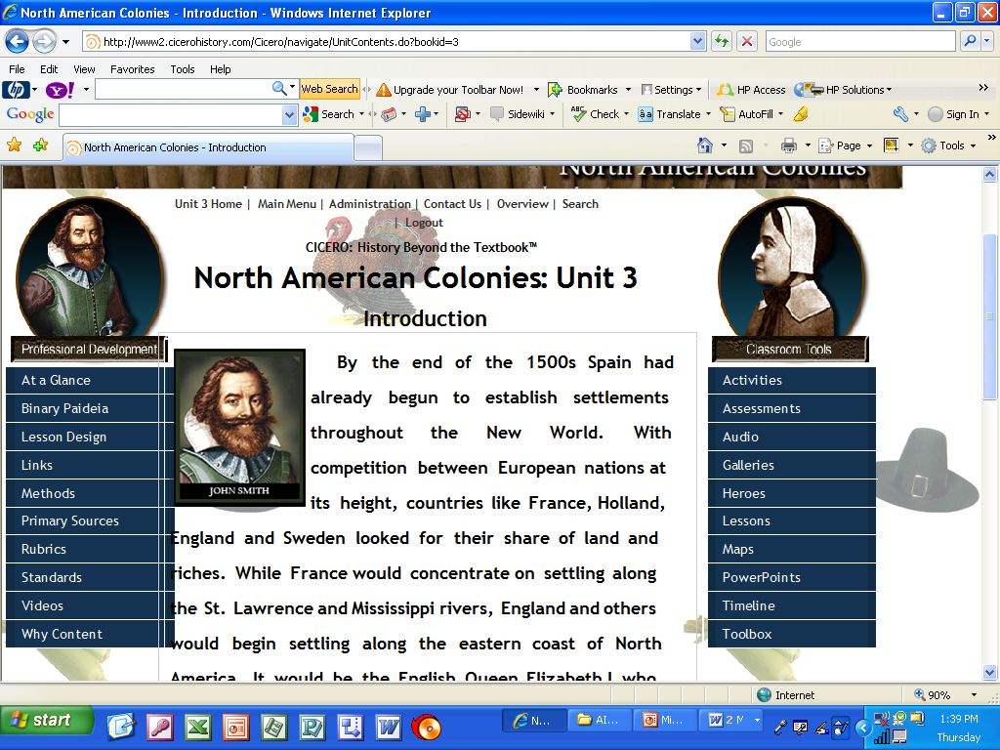 North American Colonies - Introduction - Windows Internet Explorer
http://www2.cicerohistory.com/Cicero/navigate/UnitContents.do?bookid=3
Google
File Edit View Favorites Tools Help
hp Y! Web Search Upgrade your Toolbar Now! Bookmarks Settings HP Access HP Solutions
Google Search Sidewiki ABC Check Translate AutoFill Sign In
North American Colonies - Introduction Page Tools
North American Colonies
Unit 3 Home | Main Menu | Administration | Contact Us | Overview | Search
| Logout
CICERO: History Beyond the Textbook™
North American Colonies: Unit 3
Introduction
Professional Development
At a Glance
Binary Paideia
Lesson Design
Links
Methods
Primary Sources
Rubrics
Standards
Videos
Why Content
JOHN SMITH
By the end of the 1500s Spain had
already begun to establish settlements
throughout the New World. With
competition between European nations at
its height, countries like France, Holland,
England and Sweden looked for their share of land and
riches. While France would concentrate on settling along
the St. Lawrence and Mississippi rivers, England and others
would begin settling along the eastern coast of North
America. It would be the English Queen Elizabeth I who
Classroom Tools
Activities
Assessments
Audio
Galleries
Heroes
Lessons
Maps
PowerPoints
Timeline
Toolbox
Internet 90%
start N... AI... Mi... 2 M 1:39 PM
Thursday